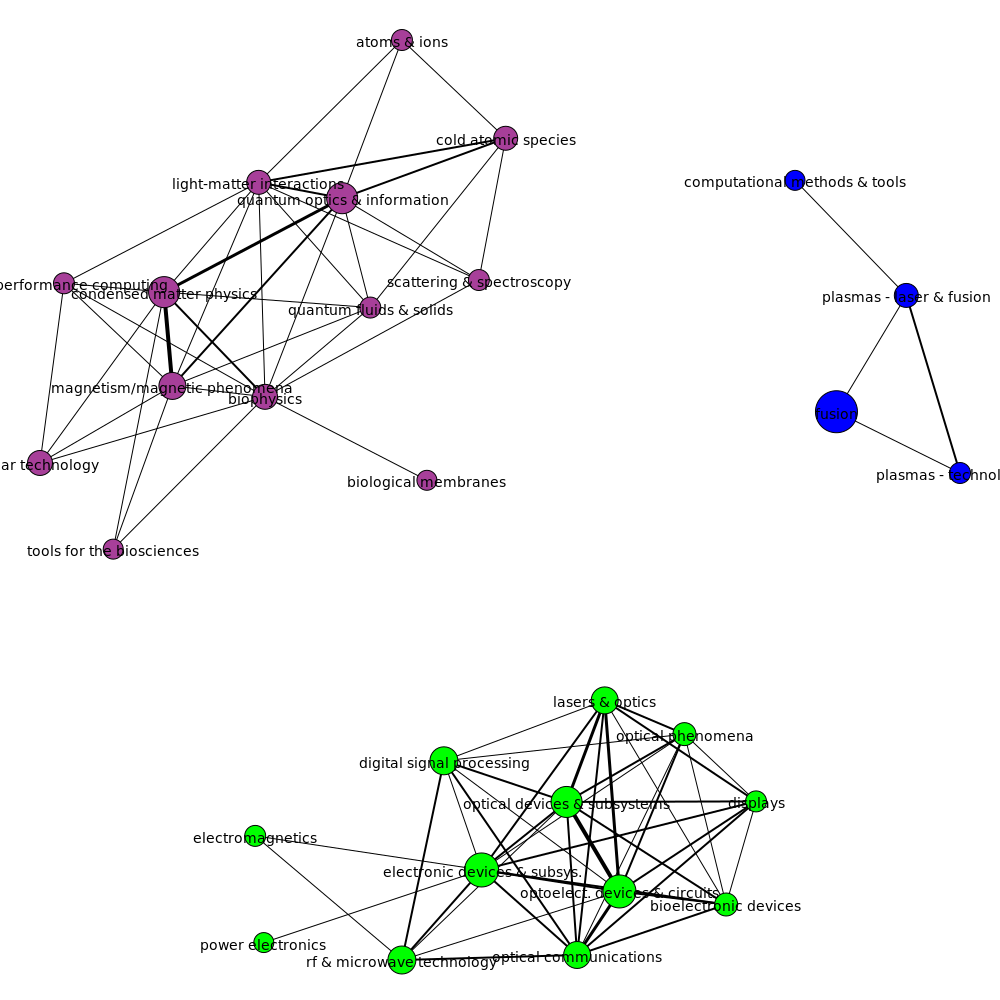 atoms & ions
cold atomic species
light-matter interactions
quantum optics & information
computational methods & tools
performance computing
condensed matter physics
scattering & spectroscopy
quantum fluids & solids
plasmas - laser & fusion
magnetism/magnetic phenomena
biophysics
fusion
ar technology
biological membranes
plasmas - technol
tools for the biosciences
lasers & optics
optical phenomena
digital signal processing
optical devices & subsystems
displays
electromagnetics
electronic devices & subsys.
optoelect. devices & circuits
bioelectronic devices
power electronics
rf & microwave technology
optical communications